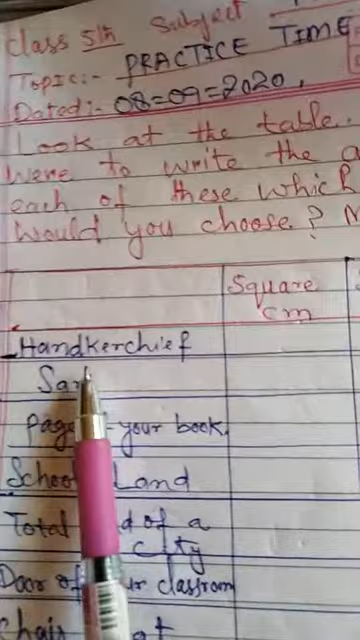 Class 5th Subject
Topic:- PRACTICE TIME
Dated:- 08=09=2020,
Look at the table.
were to write the
each of these which
would you choose?
Square
cm
Handkerchief
Page your book
School Land
Total of a
City
Door of classrom
Chair